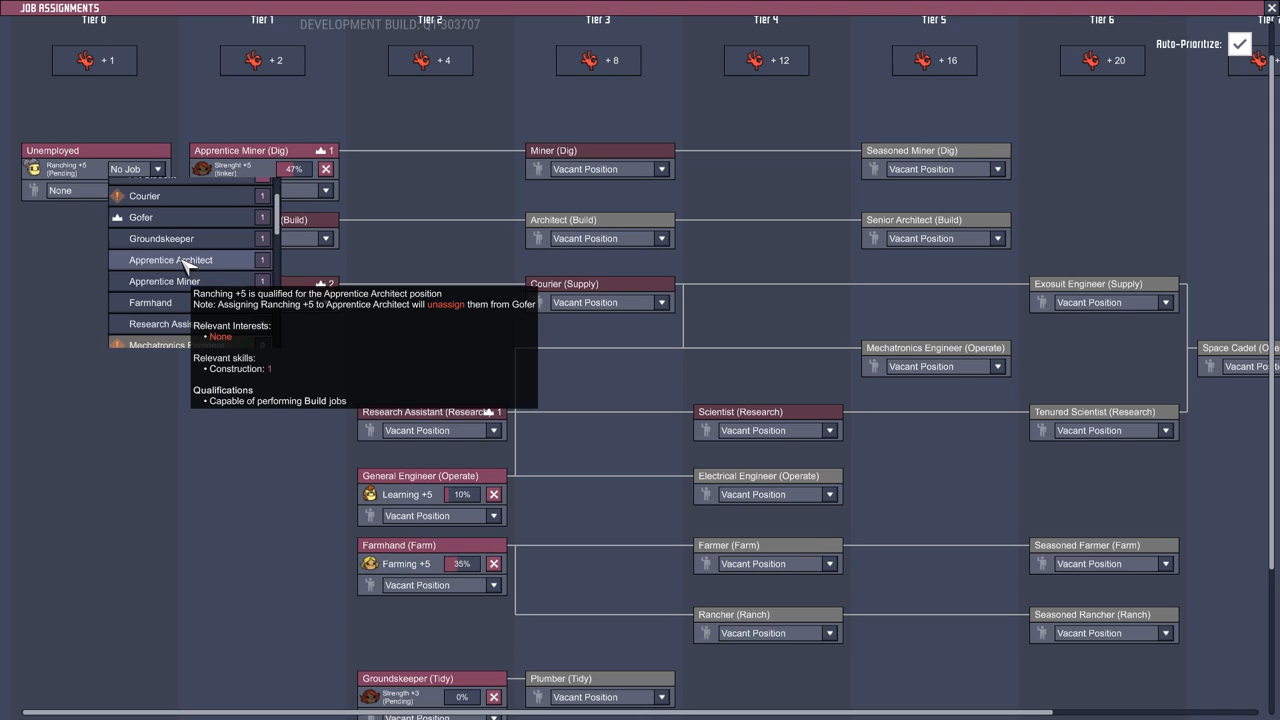 JOB ASSIGNMENTS
Tier 0
Tier 1
DEVELOPMENT BUILD: Q1-303707
Tier 2
Tier 3
Tier 4
Tier 5
Tier 6
+ 1
+ 2
+ 4
+ 8
+ 12
+ 16
+ 20
Auto-Prioritize:
Unemployed
Ranching +5
(Pending)
No Job
None
Apprentice Miner (Dig)
1
Strenght +5
(linker)
47%
Miner (Dig)
Vacant Position
Seasoned Miner (Dig)
Vacant Position
Courier
1
Gofer
1
Groundskeeper
1
Apprentice Architect
1
Apprentice Miner
1
Farmhand
Research Assis
Mechatronics
(Build)
Architect (Build)
Vacant Position
Senior Architect (Build)
Vacant Position
2
Ranching +5 is qualified for the Apprentice Architect position
Note: Assigning Ranching +5 to Apprentice Architect will unassign them from Gofer
Relevant Interests:
• None
Relevant skills:
• Construction: 1
Qualifications
• Capable of performing Build jobs
Courier (Supply)
Vacant Position
Exosuit Engineer (Supply)
Vacant Position
Mechatronics Engineer (Operate)
Vacant Position
Space Cadet (Ope
Vacant Posi
Research Assistant (Research
1
Vacant Position
Scientist (Research)
Vacant Position
Tenured Scientist (Research)
Vacant Position
General Engineer (Operate)
Learning +5
10%
Vacant Position
Electrical Engineer (Operate)
Vacant Position
Farmhand (Farm)
Farming +5
35%
Vacant Position
Farmer (Farm)
Vacant Position
Seasoned Farmer (Farm)
Vacant Position
Rancher (Ranch)
Vacant Position
Seasoned Rancher (Ranch)
Vacant Position
Groundskeeper (Tidy)
Strength +3
(Pending)
0%
Vacant Position
Plumber (Tidy)
Vacant Position